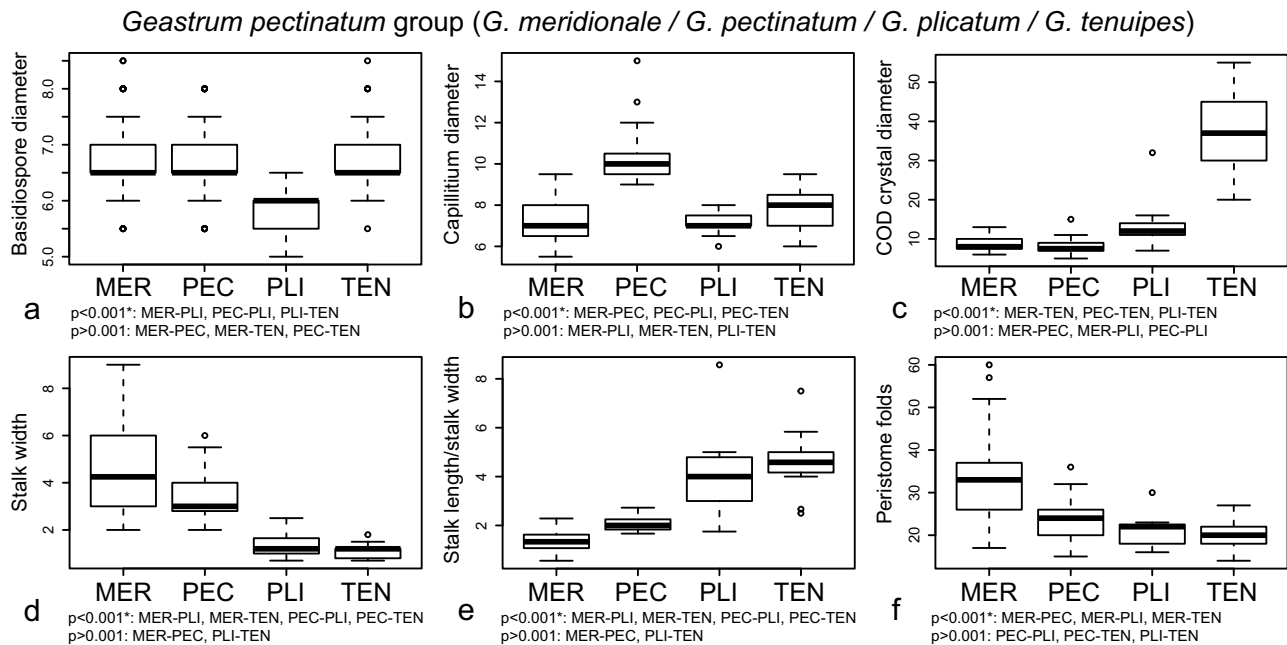 Geastrum pectinatum group (G. meridionale / G. pectinatum / G. plicatum / G. tenuipes)
Basidiospore diameter
5.0 6.0 7.0 8.0
MER PEC PLI TEN
a
p<0.001*: MER-PLI, PEC-PLI, PLI-TEN
p>0.001: MER-PEC, MER-TEN, PEC-TEN
Capillitium diameter
6 8 10 12 14
MER PEC PLI TEN
b
p<0.001*: MER-PEC, PEC-PLI, PEC-TEN
p>0.001: MER-PLI, MER-TEN, PLI-TEN
COD crystal diameter
10 20 30 40 50
MER PEC PLI TEN
c
p<0.001*: MER-TEN, PEC-TEN, PLI-TEN
p>0.001: MER-PEC, MER-PLI, PEC-PLI
Stalk width
2 4 6 8
MER PEC PLI TEN
d
p<0.001*: MER-PLI, MER-TEN, PEC-PLI, PEC-TEN
p>0.001: MER-PEC, PLI-TEN
Stalk length/stalk width
2 4 6 8
MER PEC PLI TEN
e
p<0.001*: MER-PLI, MER-TEN, PEC-PLI, PEC-TEN
p>0.001: MER-PEC, PLI-TEN
Peristome folds
20 30 40 50 60
MER PEC PLI TEN
f
p<0.001*: MER-PEC, MER-PLI, MER-TEN
p>0.001: PEC-PLI, PEC-TEN, PLI-TEN